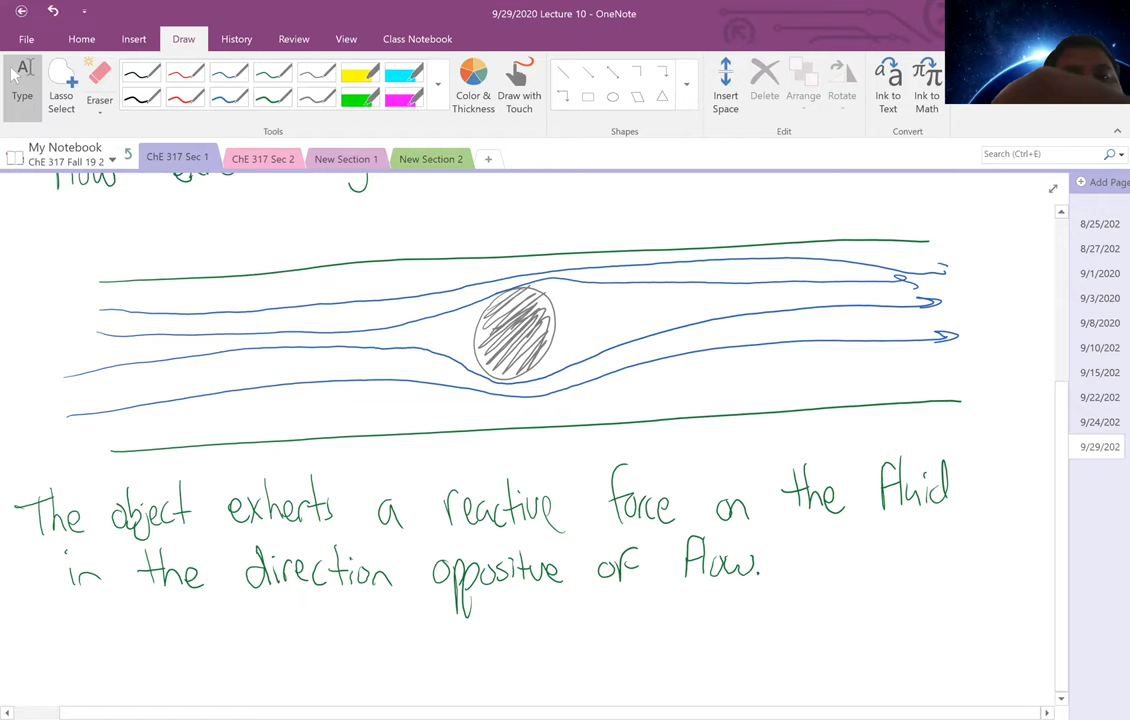 9/29/2020 Lecture 10 - OneNote
File Home Insert Draw History Review View Class Notebook
A
Type
Lasso Select
Eraser
Color & Thickness
Draw with Touch
Insert Space
Delete
Arrange
Rotate
a
a
Ink to Text
ππ
π
Ink to Math
Tools
Shapes
Edit
Convert
My Notebook
ChE 317 Fall 19 2
ChE 317 Sec 1
ChE 317 Sec 2
New Section 1
New Section 2
+
Search (Ctrl+E)
Add Page
8/25/202
8/27/202
9/1/2020
9/3/2020
9/8/2020
9/10/202
9/15/202
9/22/202
9/24/202
9/29/202
flow
The object exherts a reactive force on the fluid
in the direction oppositve of flow.